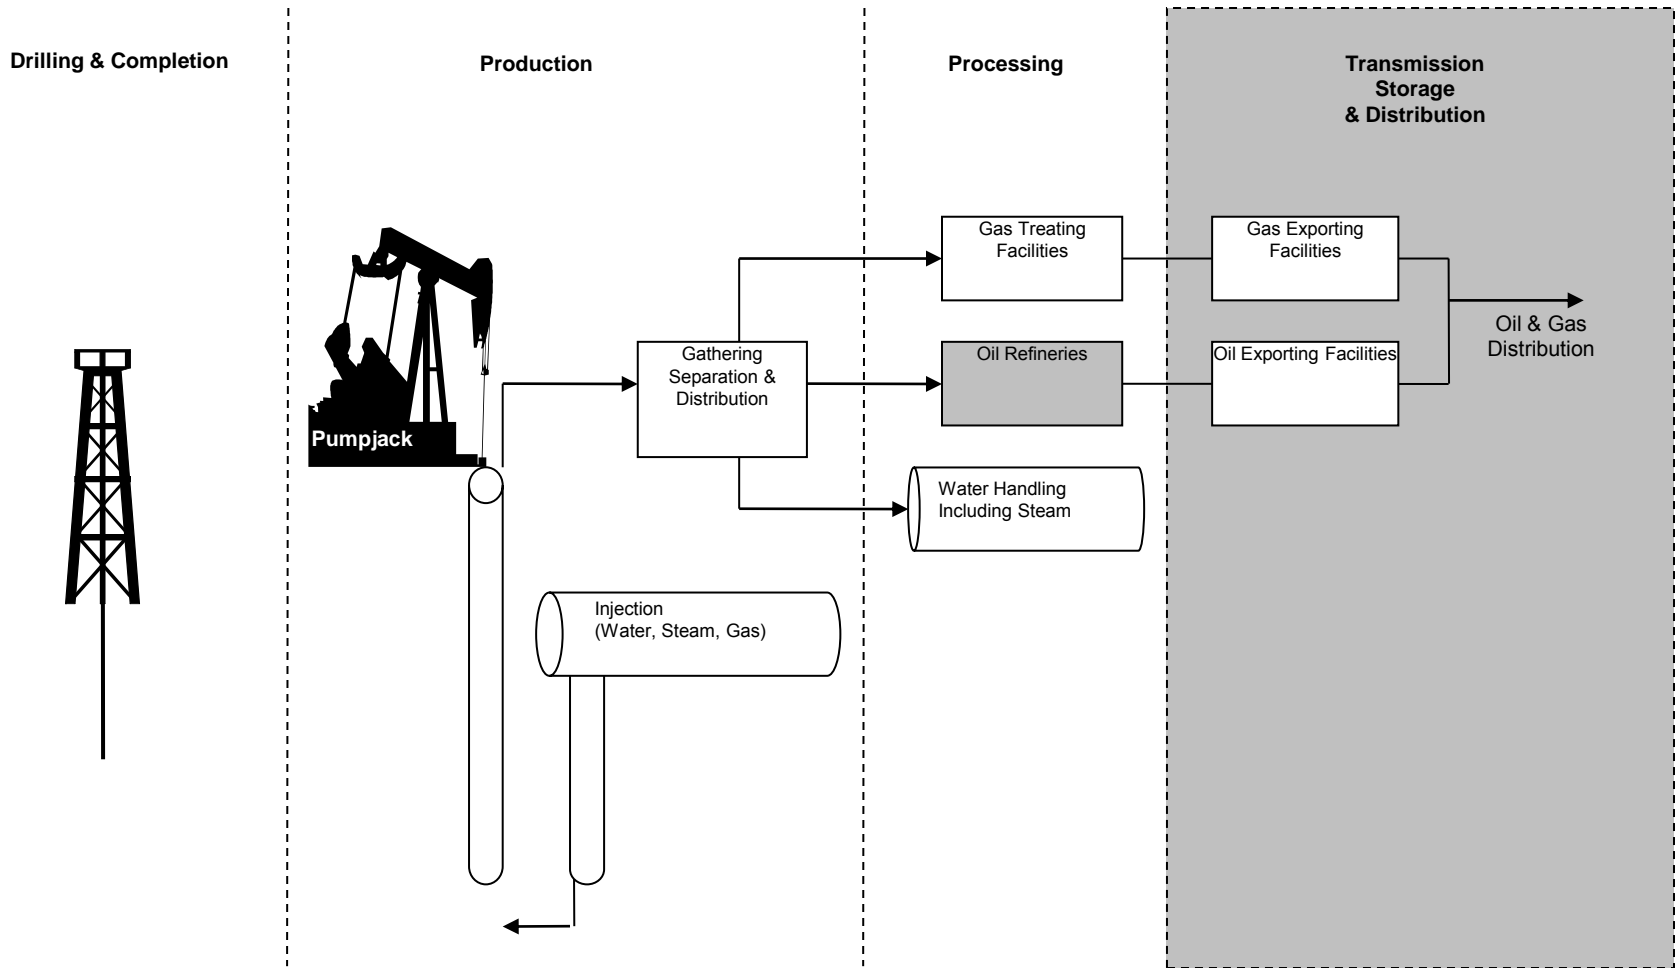 Drilling & Completion
Production
Processing
Transmission
Storage
& Distribution
Pumpjack
Gathering
Separation &
Distribution
Gas Treating
Facilities
Gas Exporting
Facilities
Oil Refineries
Oil Exporting Facilities
Oil & Gas
Distribution
Water Handling
Including Steam
Injection
(Water, Steam, Gas)